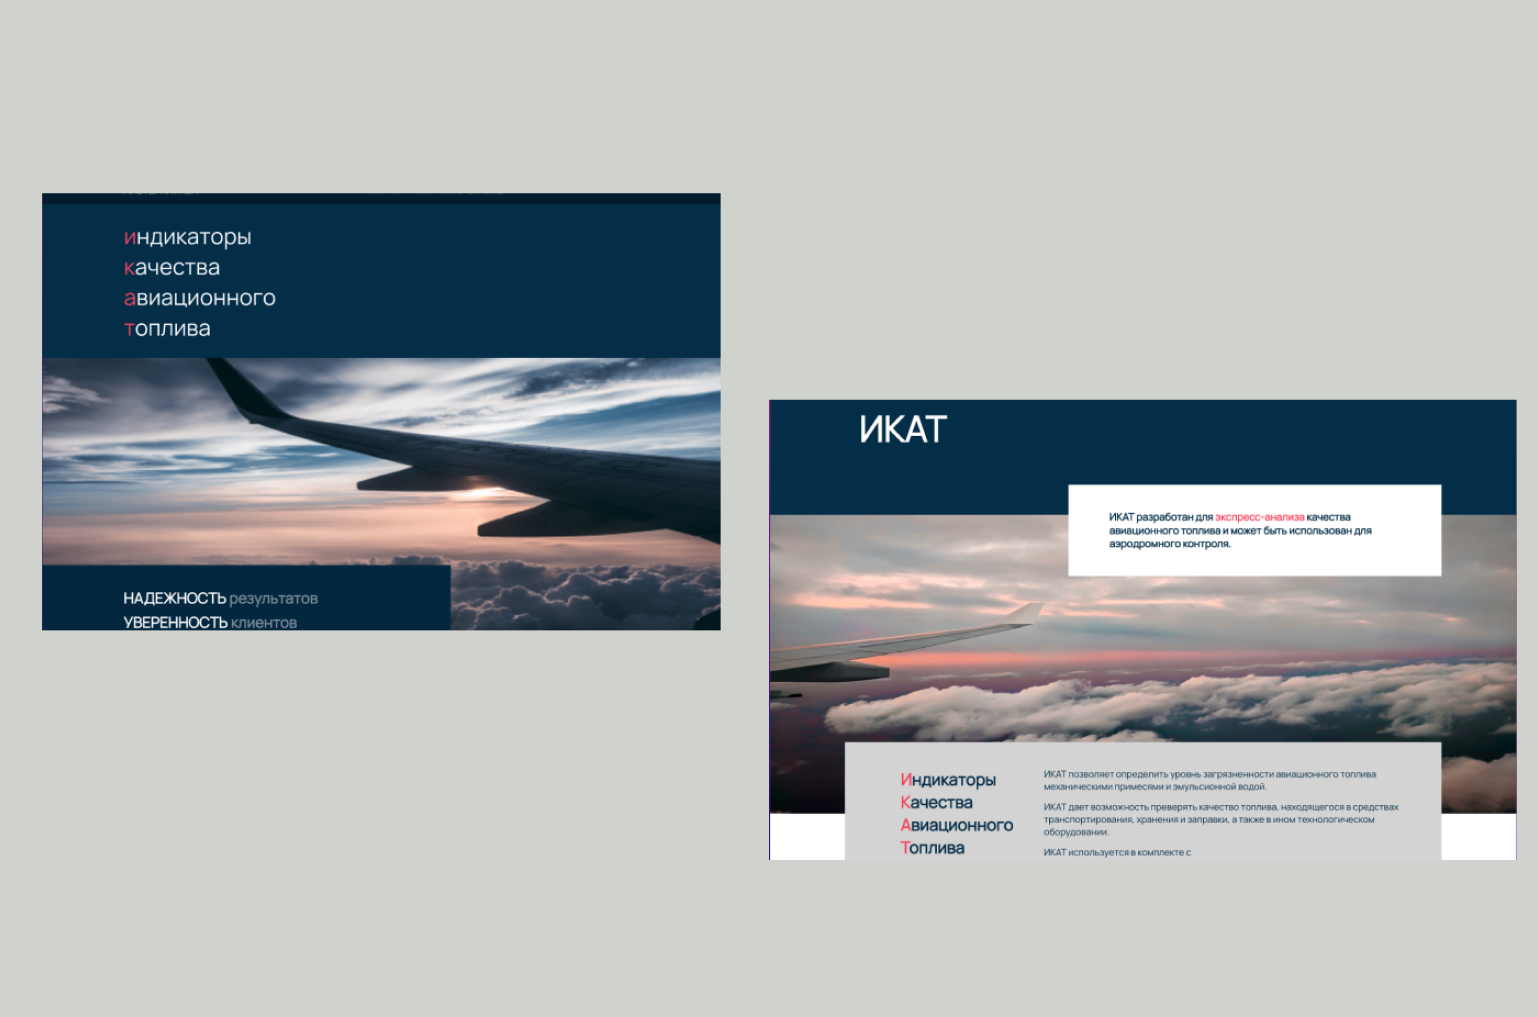 индикаторы
качества
авиационного
топлива
НАДЕЖНОСТЬ результатов
УВЕРЕННОСТЬ клиентов
ИКАТ
ИКАТ разработан для экспресс-анализа качества
авиационного топлива и может быть использован для
аэродромного контроля.
Индикаторы
Качества
Авиационного
Топлива
ИКАТ позволяет определить уровень загрязненности авиационного топлива
механическими примесями и эмульсионной водой.
ИКАТ дает возможность преверять качество топлива, находящегося в средствах
транспортирования, хранения и заправки, а также в ином технологическом
оборудовании.
ИКАТ используется в комплекте с